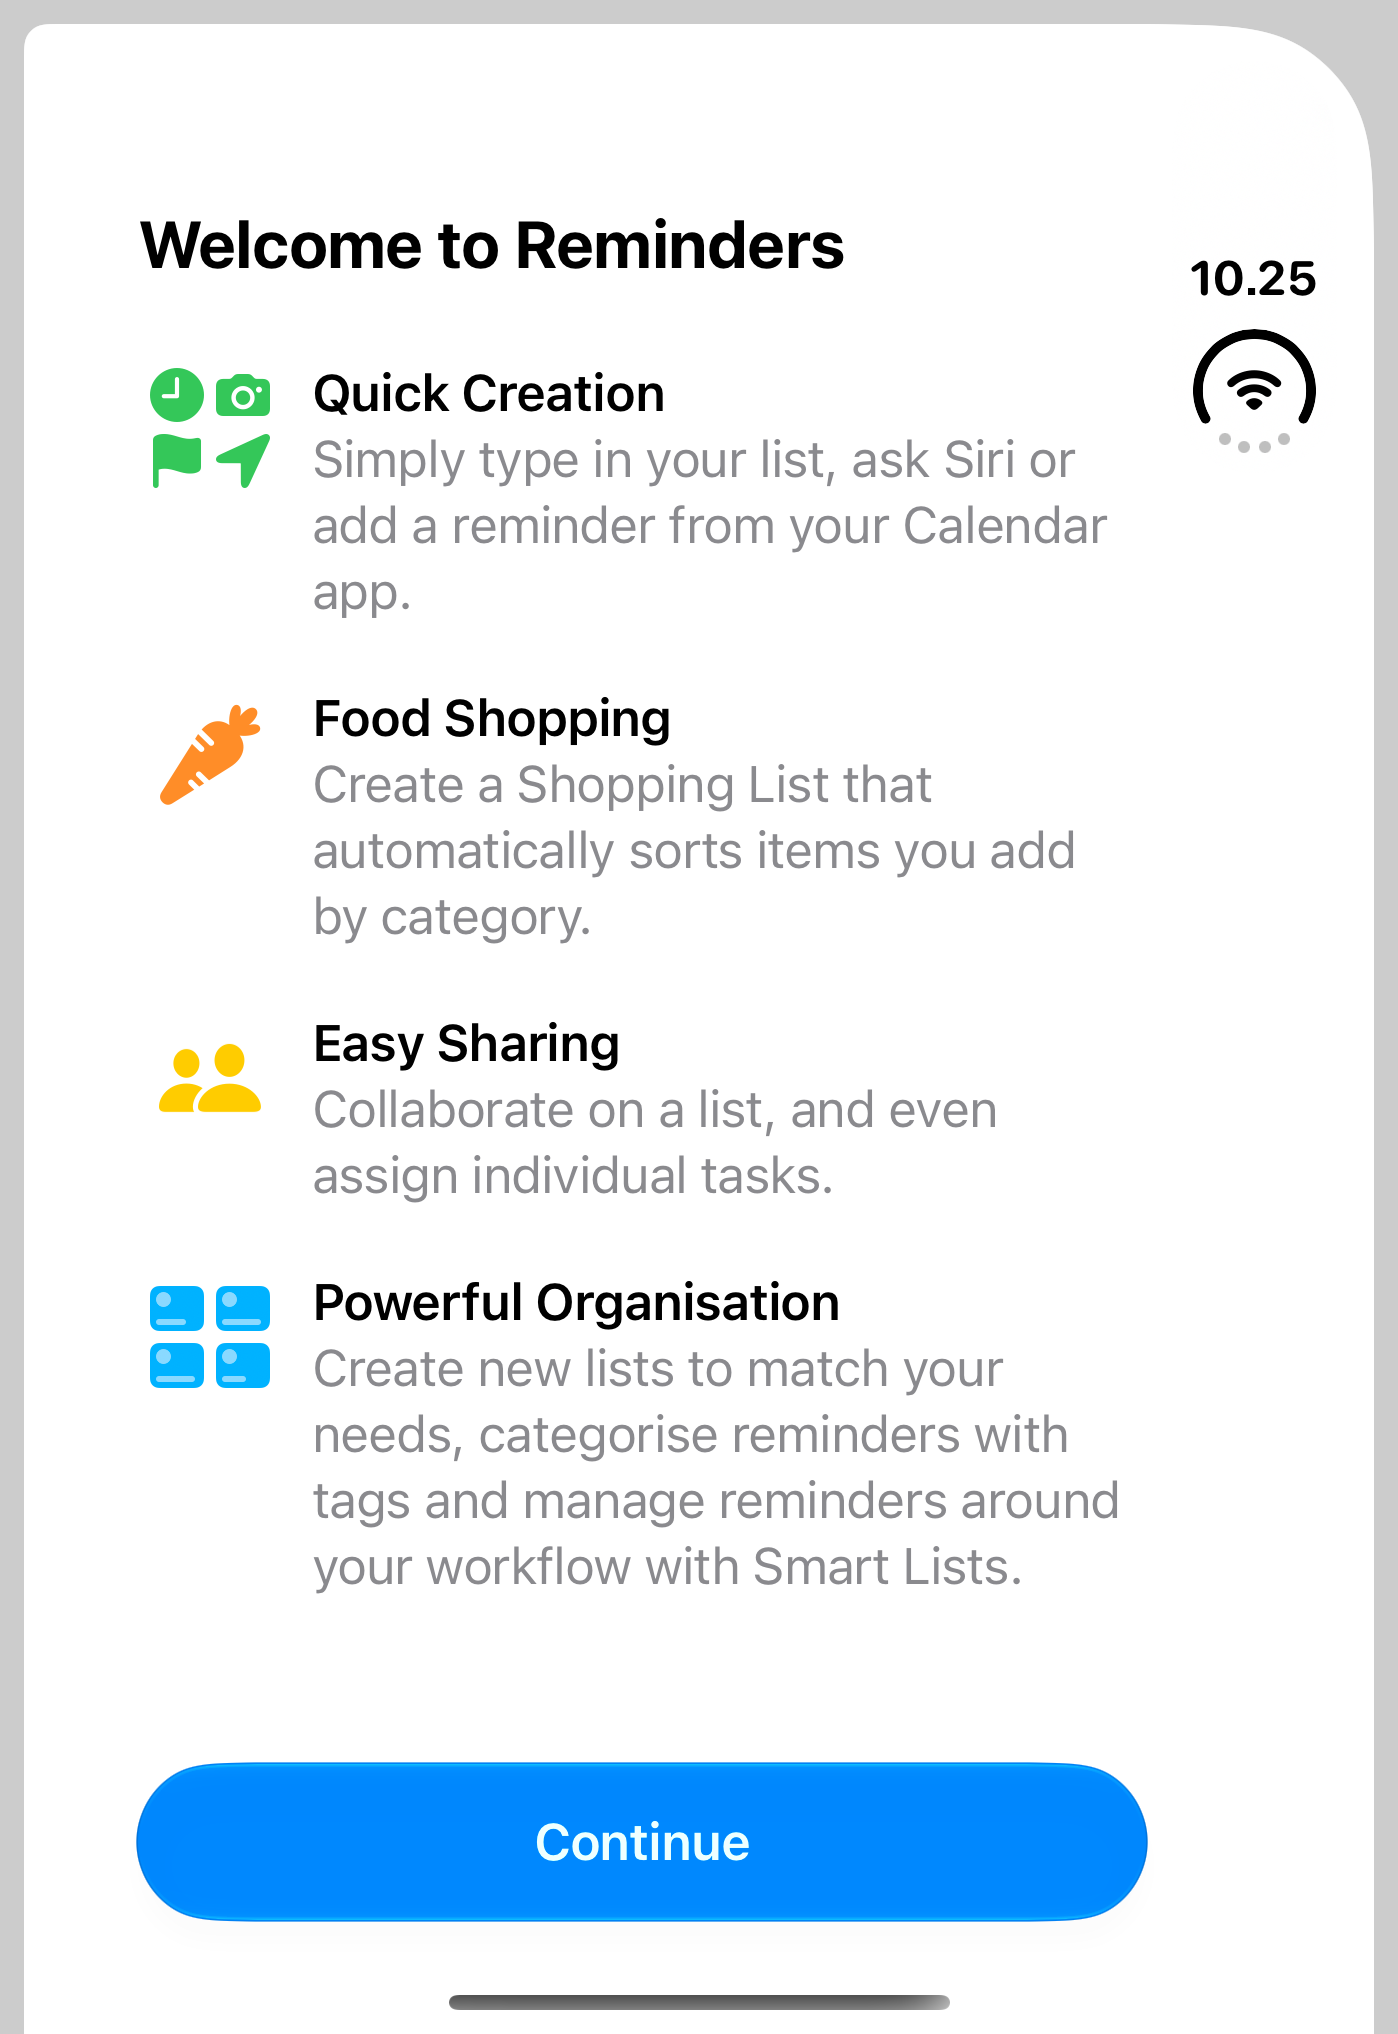 Welcome to Reminders
10.25
Quick Creation
Simply type in your list, ask Siri or
add a reminder from your Calendar
app.
Food Shopping
Create a Shopping List that
automatically sorts items you add
by category.
Easy Sharing
Collaborate on a list, and even
assign individual tasks.
Powerful Organisation
Create new lists to match your
needs, categorise reminders with
tags and manage reminders around
your workflow with Smart Lists.
Continue